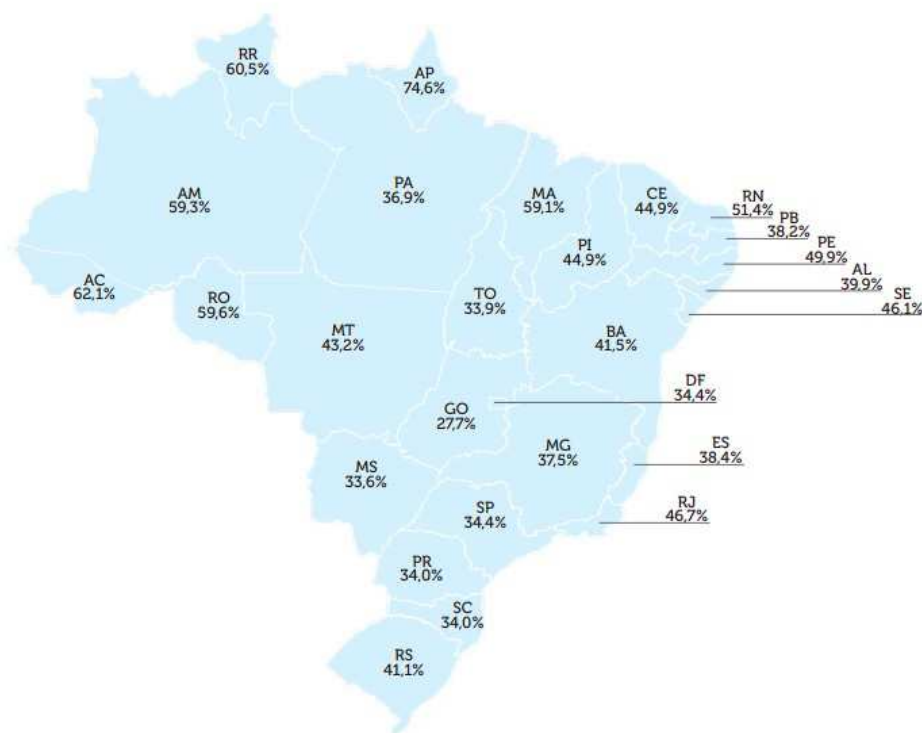 RR
60,5%
AP
74,6%
AM
59,3%
PA
36,9%
MA
59,1%
CE
44,9%
RN
51,4%
PB
38,2%
PE
49,9%
AL
39,9%
SE
46,1%
PI
44,9%
AC
62,1%
RO
59,6%
TO
33,9%
MT
43,2%
BA
41,5%
DF
34,4%
GO
27,7%
MG
37,5%
ES
38,4%
MS
33,6%
SP
34,4%
RJ
46,7%
PR
34,0%
SC
34,0%
RS
41,1%